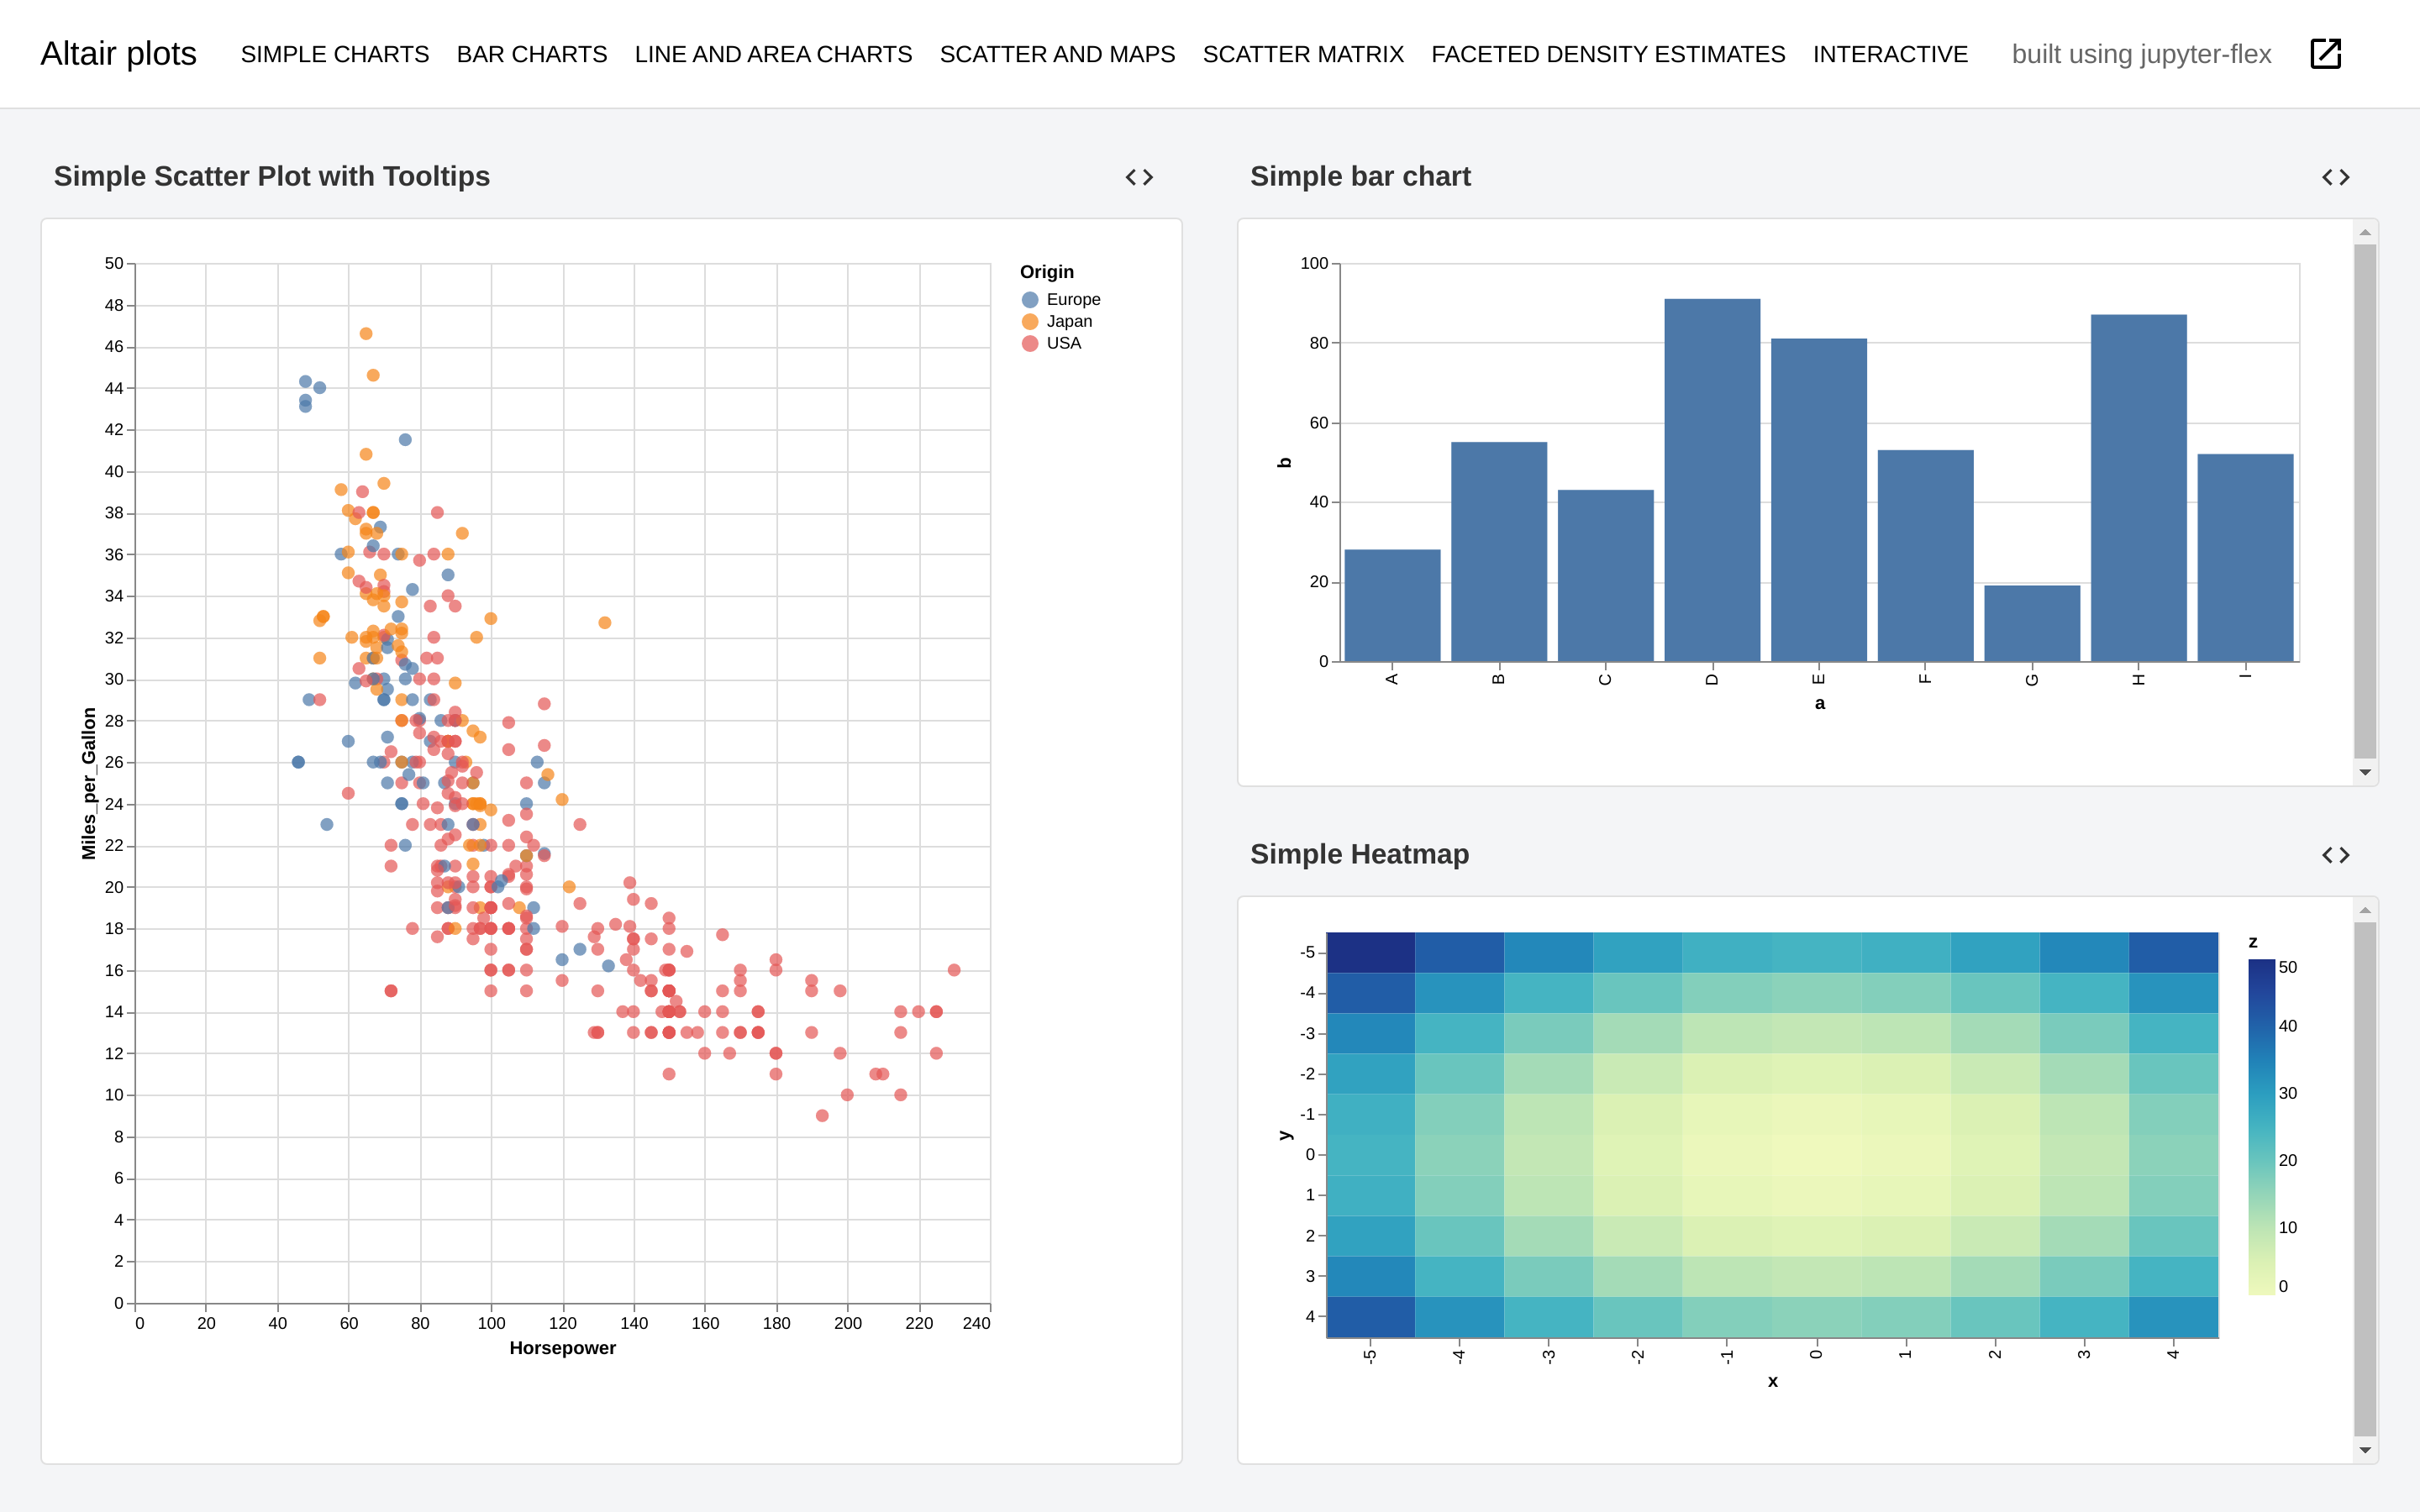 Altair plots SIMPLE CHARTS BAR CHARTS LINE AND AREA CHARTS SCATTER AND MAPS SCATTER MATRIX FACETED DENSITY ESTIMATES INTERACTIVE built using jupyter-flex
Simple Scatter Plot with Tooltips
50
48
46
44
42
40
38
36
34
32
30
28
26
24
22
20
18
16
14
12
10
8
6
4
2
0
Miles_per_Gallon
0 20 40 60 80 100 120 140 160 180 200 220 240
Horsepower
Origin
Europe
Japan
USA
Simple bar chart
100
80
60
40
20
0
b
A B C D E F G H I
a
Simple Heatmap
-5
-4
-3
-2
-1
0
1
2
3
4
y
-5 -4 -3 -2 -1 0 1 2 3 4
x
z
50
40
30
20
10
0